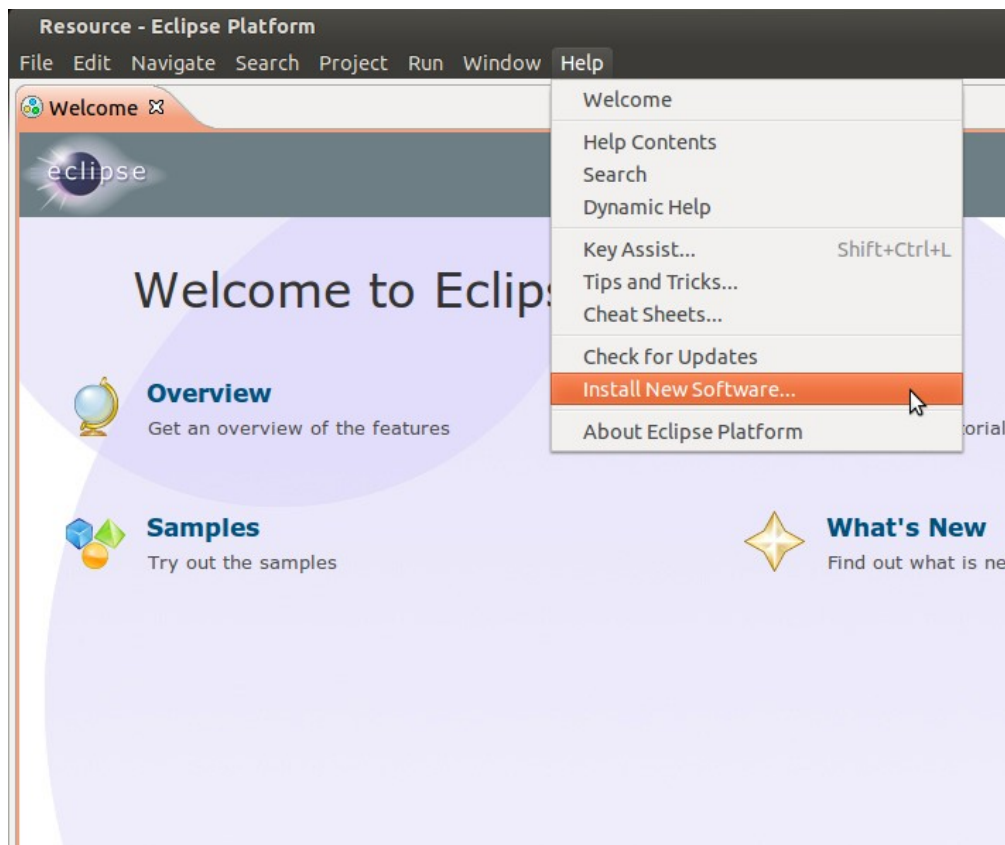 Resource - Eclipse Platform
File Edit Navigate Search Project Run Window Help
Welcome
eclipse
Welcome to Eclips
Overview
Get an overview of the features
Samples
Try out the samples
What's New
Find out what is ne
Welcome
Help Contents
Search
Dynamic Help
Key Assist... Shift+Ctrl+L
Tips and Tricks...
Cheat Sheets...
Check for Updates
Install New Software...
About Eclipse Platform
torial